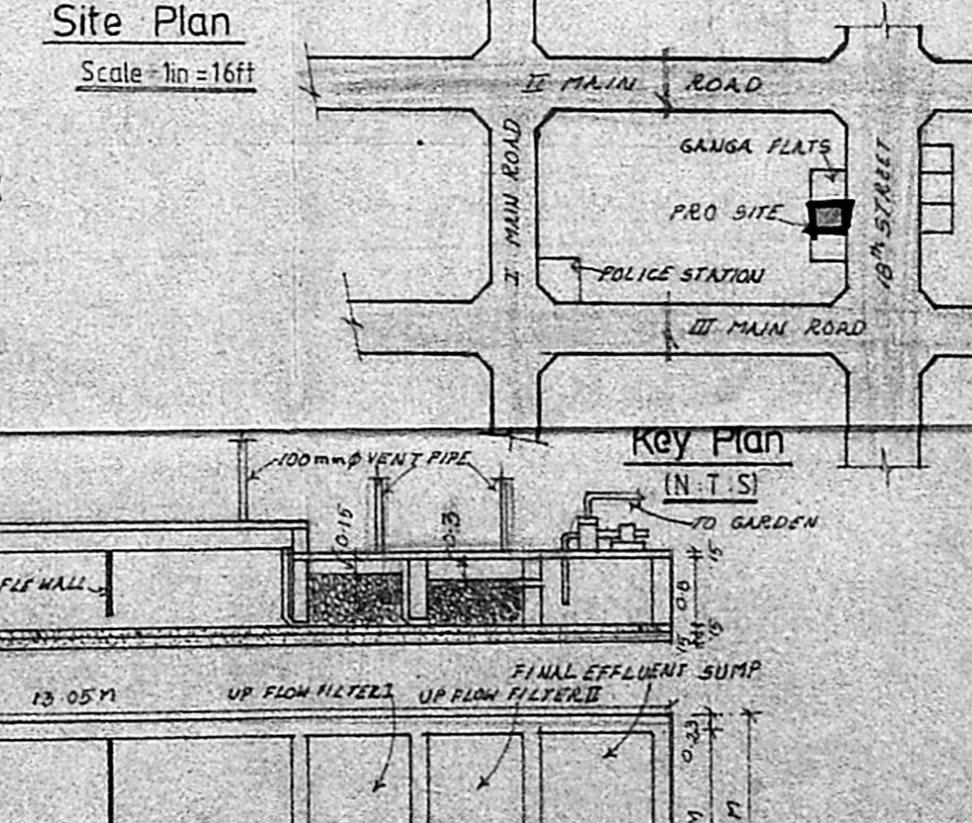 Site Plan
Scale 1in = 16ft
II MAIN ROAD
I MAIN ROAD
GANGA FLATS
PRO SITE
18th STREET
POLICE STATION
III MAIN ROAD
Key Plan
(N.T.S)
100mmφ VENT PIPE
TO GARDEN
0.15
0.3
FLE WALL
15
0.8
15
13.05M
UP FLOW FILTER I
UP FLOW FILTER II
FINAL EFFLUENT SUMP
0.23
M
M